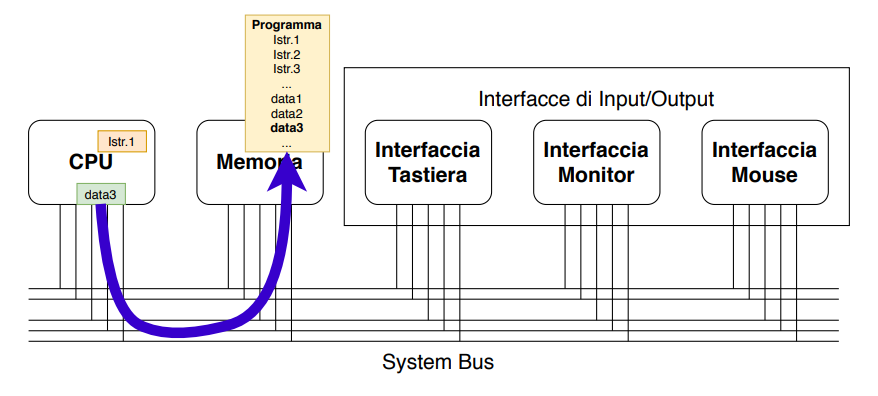 Programma
Istr.1
Istr.2
Istr.3
...
data1
data2
data3
...
Interfacce di Input/Output
Istr.1
CPU
data3
Memoria
Interfaccia
Tastiera
Interfaccia
Monitor
Interfaccia
Mouse
System Bus